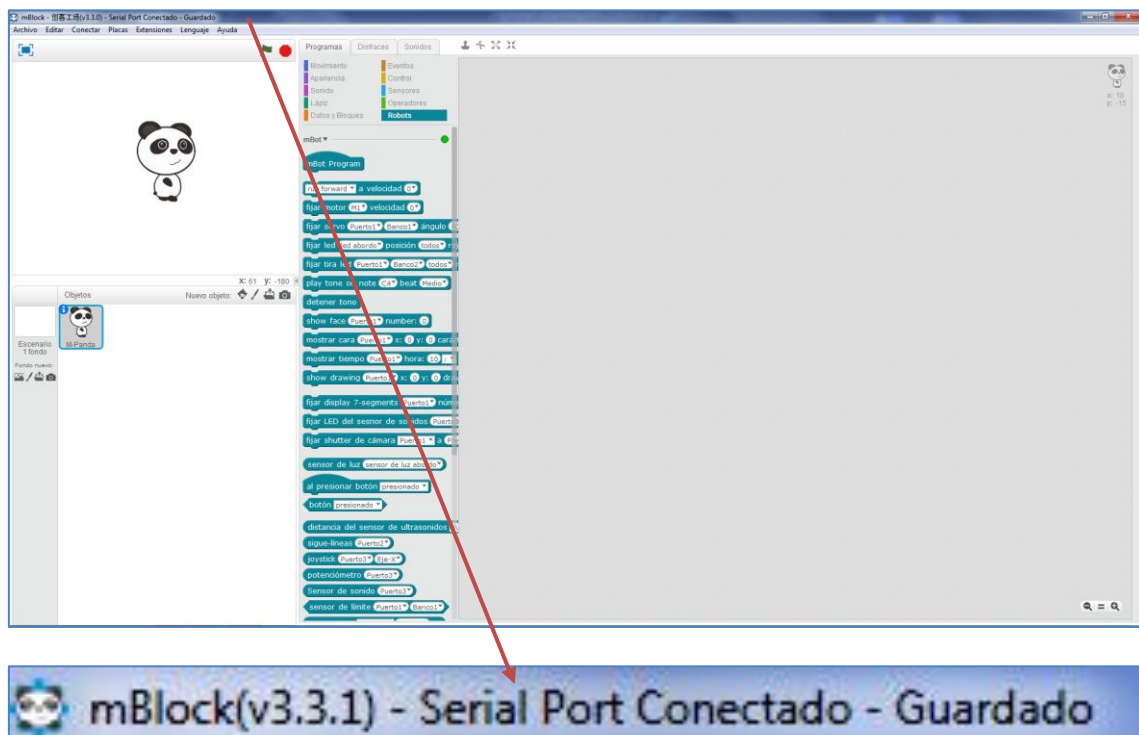 mBlock - 创客工场(v3.3.0) - Serial Port Conectado - Guardado
Archivo Editar Conectar Placas Extensiones Lenguaje Ayuda
Programas Disfraces Sonidos
Movimiento Eventos
Apariencia Control
Sonido Sensores
Lápiz Operadores
Datos y Bloques Robots
x: 18
y: -15
mBot
mBot Program
run forward a velocidad 0
fijar motor M1 velocidad 0
fijar servo Puerto1 Banco1 ángulo
fijar led led abordo posición todos
fijar tira led Puerto1 Banco2 todos
x: 61 y: -180
play tone on note C4 beat Medio
detener tono
show face Puerto1 number: 0
mostrar cara Puerto1 x: 0 y: 0 cara
mostrar tiempo Puerto1 hora: 10 :
show drawing Puerto1 x: 0 y: 0
fijar display 7-segments Puerto1
fijar LED del sesnor de sonidos
fijar shutter de cámara Puerto1 a
sensor de luz sensor de luz abordo
al presionar botón presionado
botón presionado
distancia del sensor de ultrasonidos
sigue-líneas Puerto2
joystick Puerto3 Eje-X
potenciómetro Puerto3
Sensor de sonido Puerto3
sensor de límite Puerto1 Banco1
Objetos Nuevo objeto:
Escenario
1 fondo
M-Panda
Fondo nuevo:
mBlock(v3.3.1) - Serial Port Conectado - Guardado